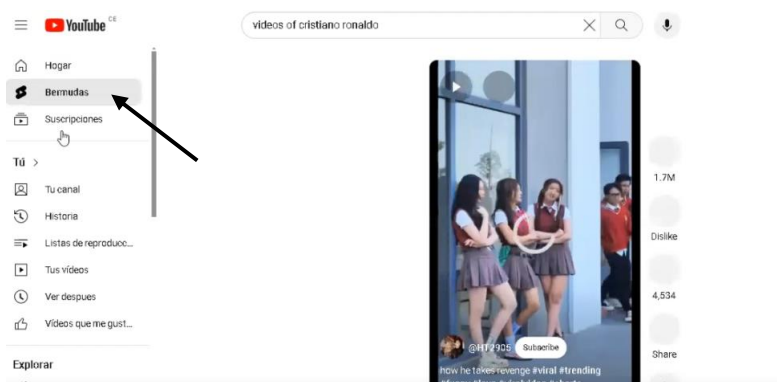 YouTube CE
videos of cristiano ronaldo
Hogar
Bermudas
Suscripciones
Tú >
Tu canal
Historia
Listas de reproducc...
Tus vídeos
Ver despues
Vídeos que me gust...
Explorar
1.7M
Dislike
4,534
Share
@HT2905 Subscribe
how he takes revenge #viral #trending